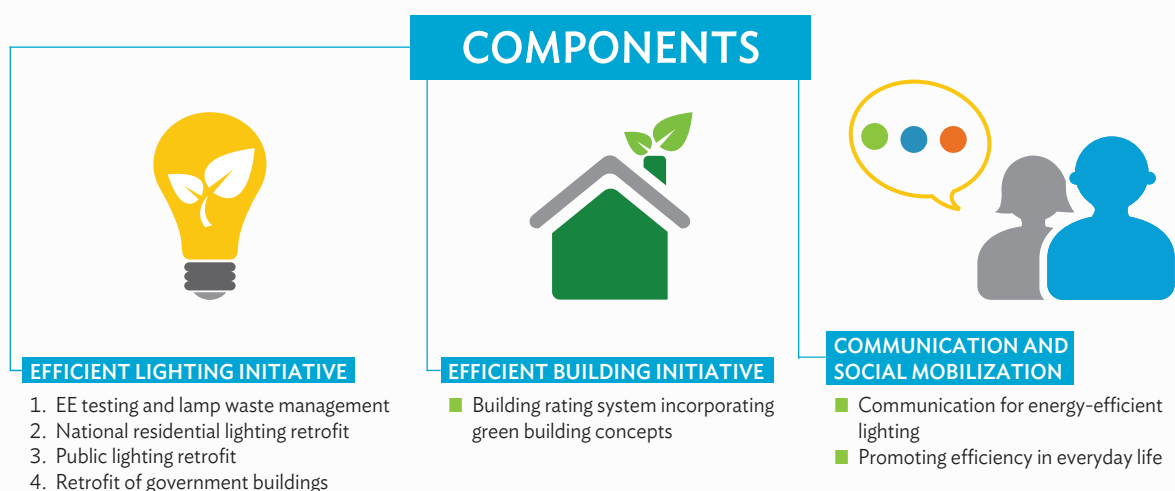 COMPONENTS
EFFICIENT LIGHTING INITIATIVE
1. EE testing and lamp waste management
2. National residential lighting retrofit
3. Public lighting retrofit
4. Retrofit of government buildings
EFFICIENT BUILDING INITIATIVE
Building rating system incorporating
green building concepts
COMMUNICATION AND
SOCIAL MOBILIZATION
Communication for energy-efficient
lighting
Promoting efficiency in everyday life